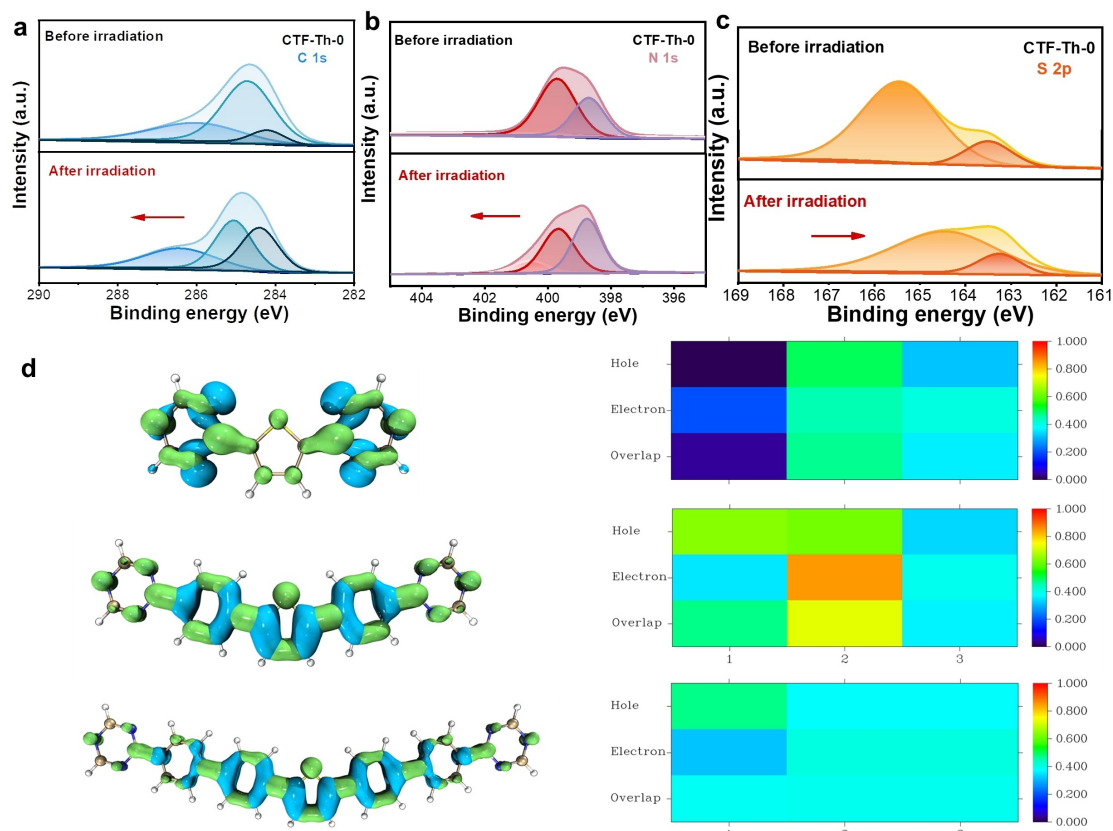 a
Before irradiation
CTF-Th-0
C 1s
After irradiation
Intensity (a.u.)
290 288 286 284 282
Binding energy (eV)
b
Before irradiation
CTF-Th-0
N 1s
After irradiation
Intensity (a.u.)
404 402 400 398 396
Binding energy (eV)
c
Before irradiation
CTF-Th-0
S 2p
After irradiation
Intensity (a.u.)
169 168 167 166 165 164 163 162 161
Binding energy (eV)
d
Hole
Electron
Overlap
1.000
0.800
0.600
0.400
0.200
0.000
Hole
Electron
Overlap
1 2 3
1.000
0.800
0.600
0.400
0.200
0.000
Hole
Electron
Overlap
1.000
0.800
0.600
0.400
0.200
0.000